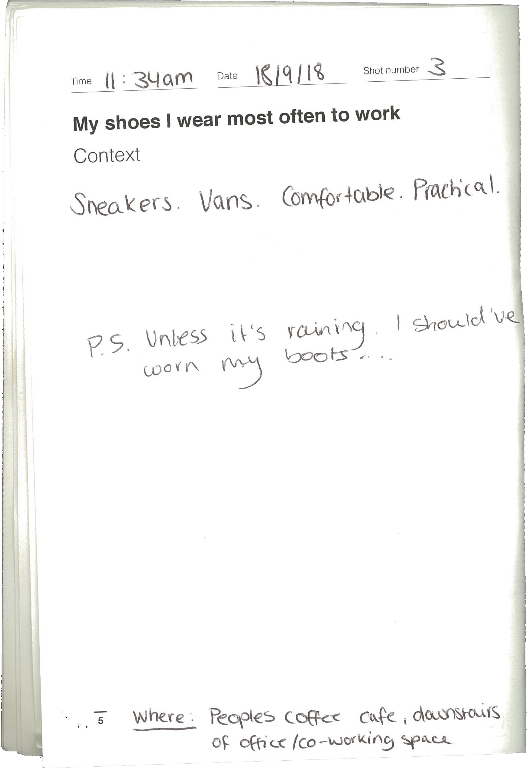 Time 11:34am Date 18/9/18 Shot number 3
My shoes I wear most often to work
Context
Sneakers. Vans. Comfortable. Practical.
P.S. Unless it's raining. I should've
worn my boots....
5 Where: Peoples coffee cafe, downstairs
of office/co-working space